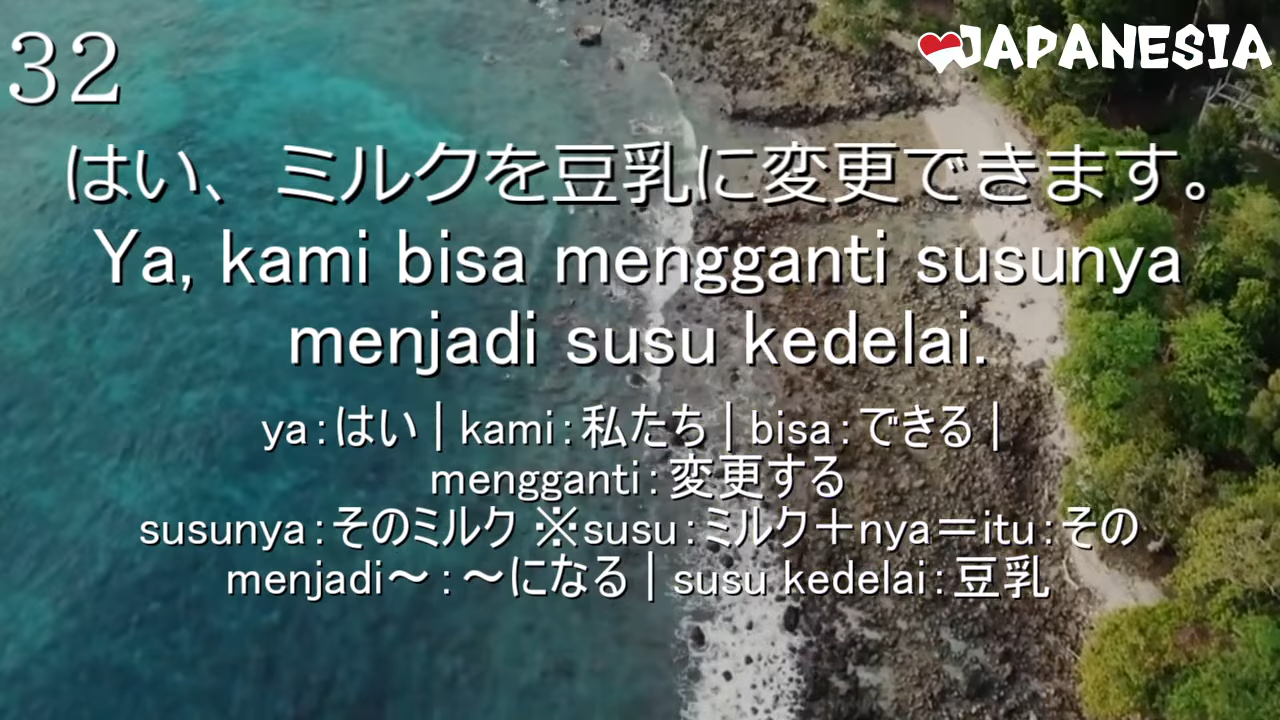 32
JAPANESIA
はい、ミルクを豆乳に変更できます。
Ya, kami bisa mengganti susunya
menjadi susu kedelai.
ya：はい｜kami：私たち｜bisa：できる｜
mengganti：変更する
susunya：そのミルク ※susu：ミルク＋nya＝itu：その
menjadi～：～になる｜susu kedelai：豆乳